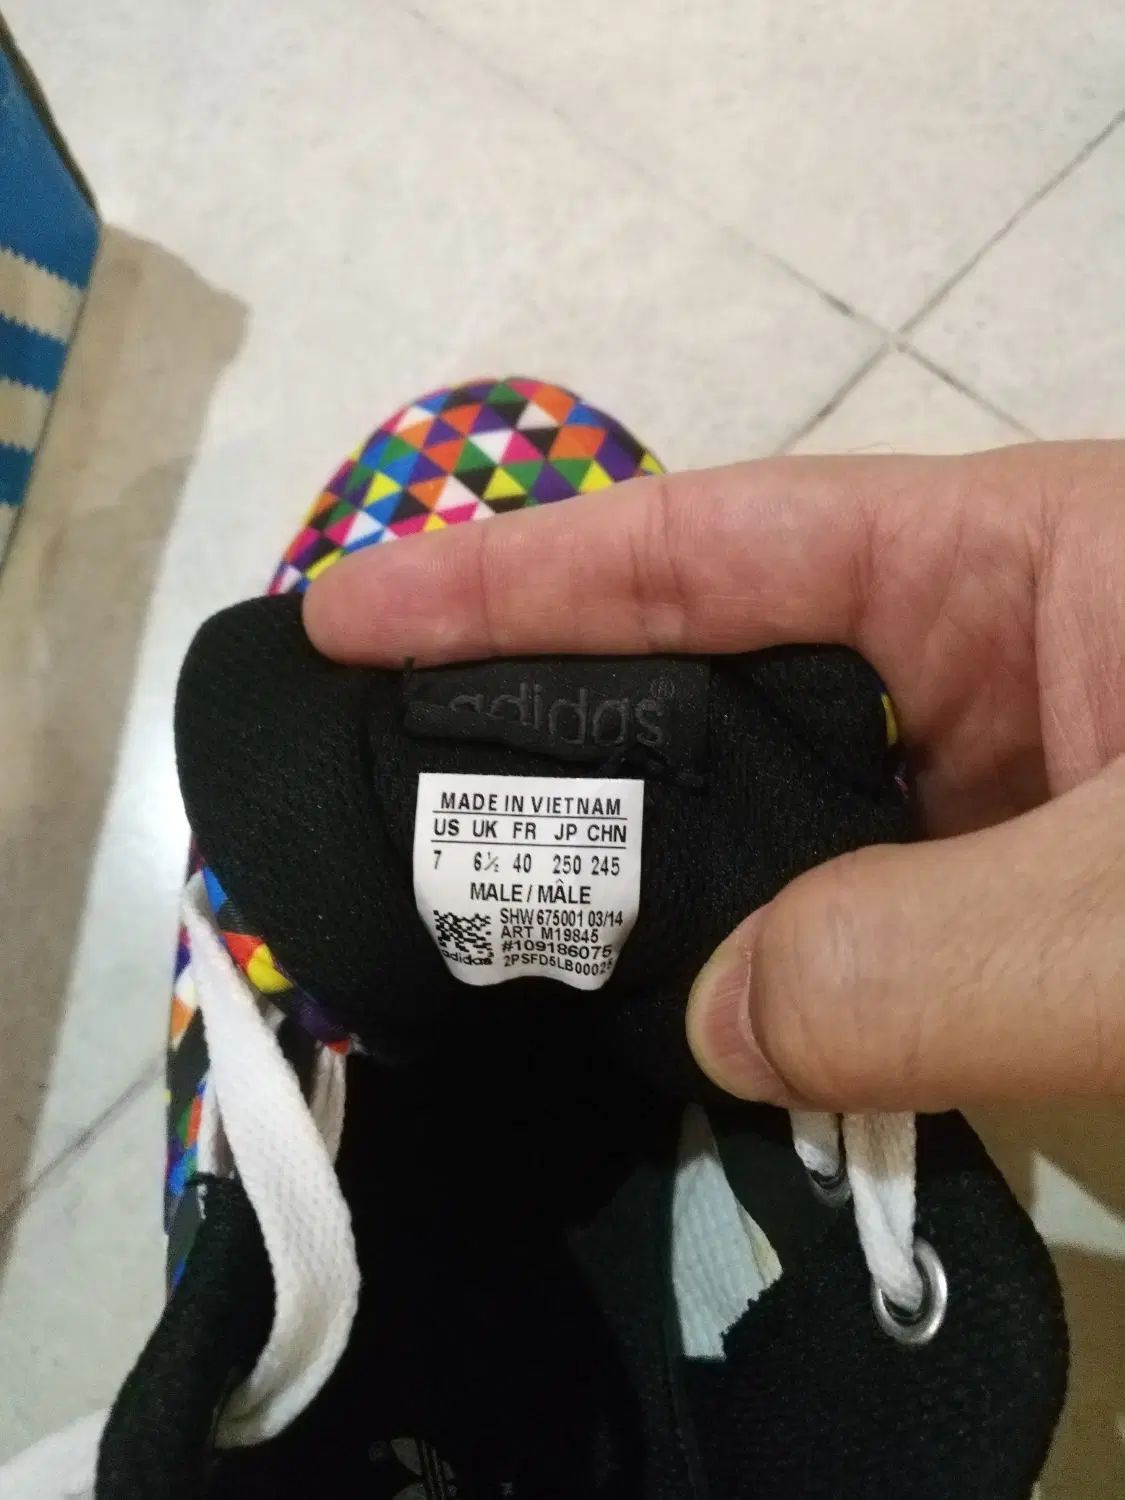 adidas®
MADE IN VIETNAM
US UK FR JP CHN
7 6½ 40 250 245
MALE / MÂLE
SHW 675001 03/14
ART M19845
#109186075
adidas